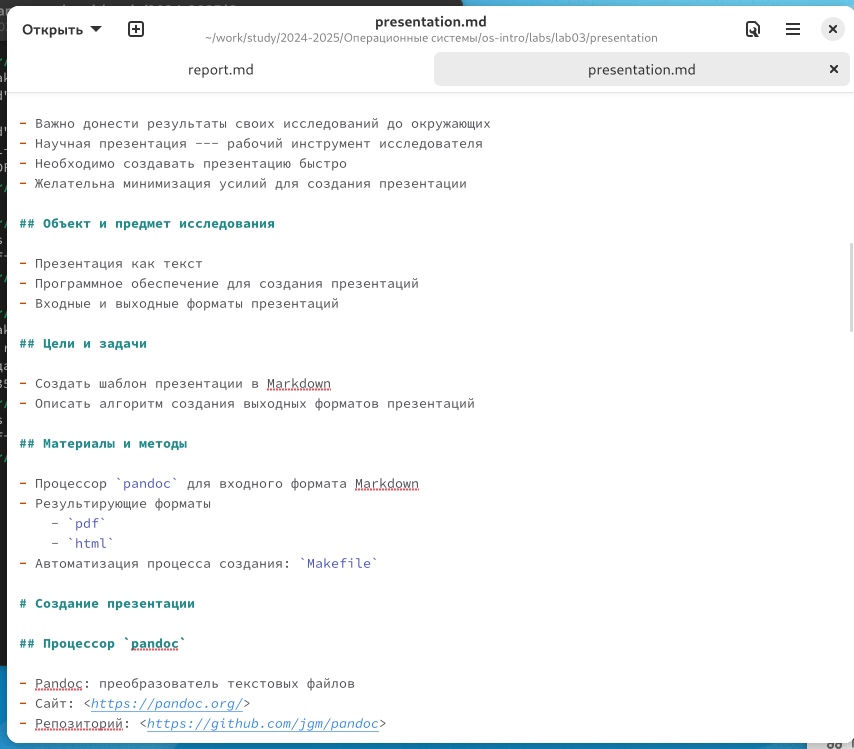 Открыть
presentation.md
~/work/study/2024-2025/Операционные системы/os-intro/labs/lab03/presentation
report.md
presentation.md
- Важно донести результаты своих исследований до окружающих
- Научная презентация --- рабочий инструмент исследователя
- Необходимо создавать презентацию быстро
- Желательна минимизация усилий для создания презентации
## Объект и предмет исследования
- Презентация как текст
- Программное обеспечение для создания презентаций
- Входные и выходные форматы презентаций
## Цели и задачи
- Создать шаблон презентации в Markdown
- Описать алгоритм создания выходных форматов презентаций
## Материалы и методы
- Процессор `pandoc` для входного формата Markdown
- Результирующие форматы
    - `pdf`
    - `html`
- Автоматизация процесса создания: `Makefile`
# Создание презентации
## Процессор `pandoc`
- Pandoc: преобразователь текстовых файлов
- Сайт: <https://pandoc.org/>
- Репозиторий: <https://github.com/jgm/pandoc>